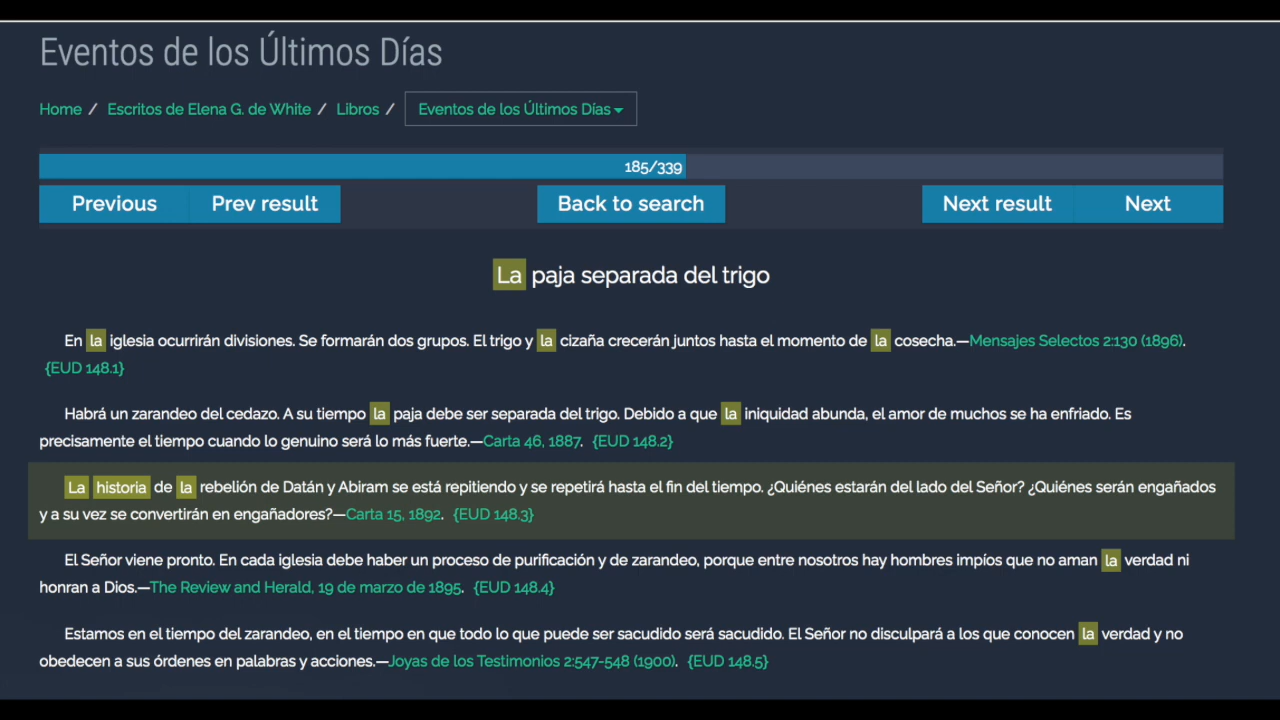 Eventos de los Últimos Días
Home / Escritos de Elena G. de White / Libros / Eventos de los Últimos Días
185/339
Previous Prev result Back to search Next result Next
La paja separada del trigo
En la iglesia ocurrirán divisiones. Se formarán dos grupos. El trigo y la cizaña crecerán juntos hasta el momento de la cosecha.—Mensajes Selectos 2:130 (1896).
{EUD 148.1}
Habrá un zarandeo del cedazo. A su tiempo la paja debe ser separada del trigo. Debido a que la iniquidad abunda, el amor de muchos se ha enfriado. Es
precisamente el tiempo cuando lo genuino será lo más fuerte.—Carta 46, 1887. {EUD 148.2}
La historia de la rebelión de Datán y Abiram se está repitiendo y se repetirá hasta el fin del tiempo. ¿Quiénes estarán del lado del Señor? ¿Quiénes serán engañados
y a su vez se convertirán en engañadores?—Carta 15, 1892. {EUD 148.3}
El Señor viene pronto. En cada iglesia debe haber un proceso de purificación y de zarandeo, porque entre nosotros hay hombres impíos que no aman la verdad ni
honran a Dios.—The Review and Herald, 19 de marzo de 1895. {EUD 148.4}
Estamos en el tiempo del zarandeo, en el tiempo en que todo lo que puede ser sacudido será sacudido. El Señor no disculpará a los que conocen la verdad y no
obedecen a sus órdenes en palabras y acciones.—Joyas de los Testimonios 2:547-548 (1900). {EUD 148.5}